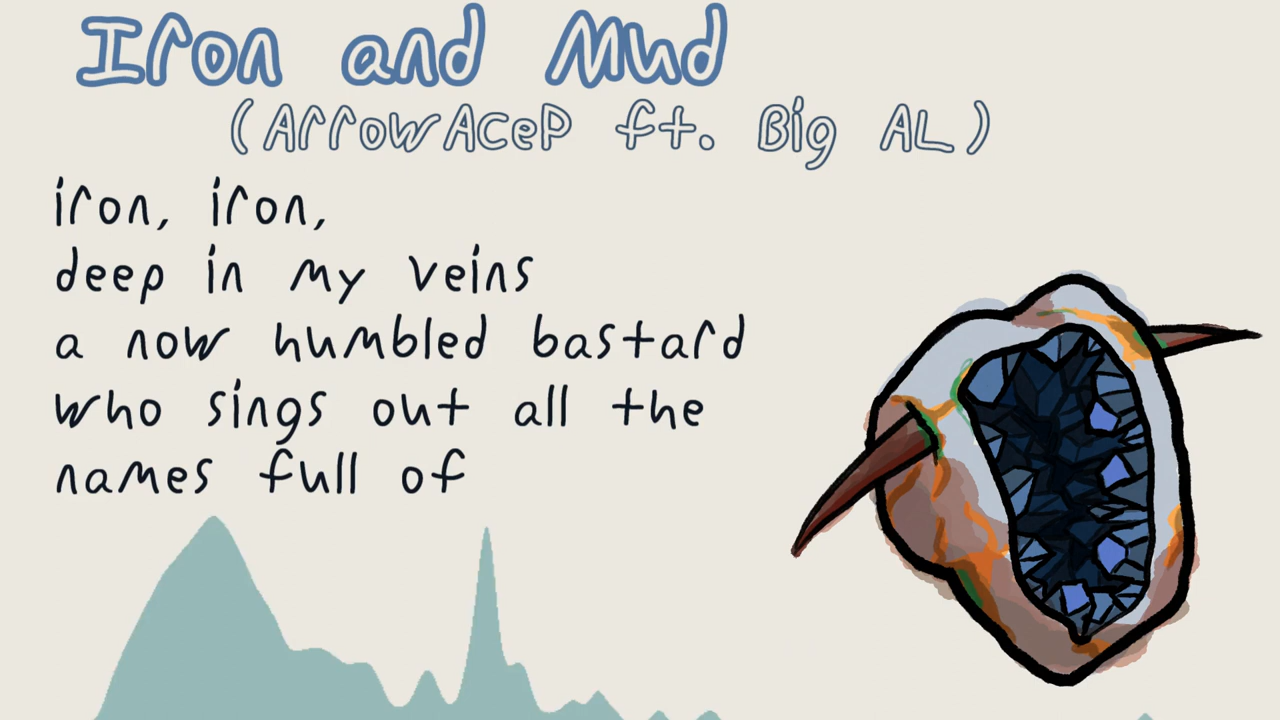 Iron and Mud
(ArrowAceP ft. Big AL)
iron, iron,
deep in my veins
a now humbled bastard
who sings out all the
names full of